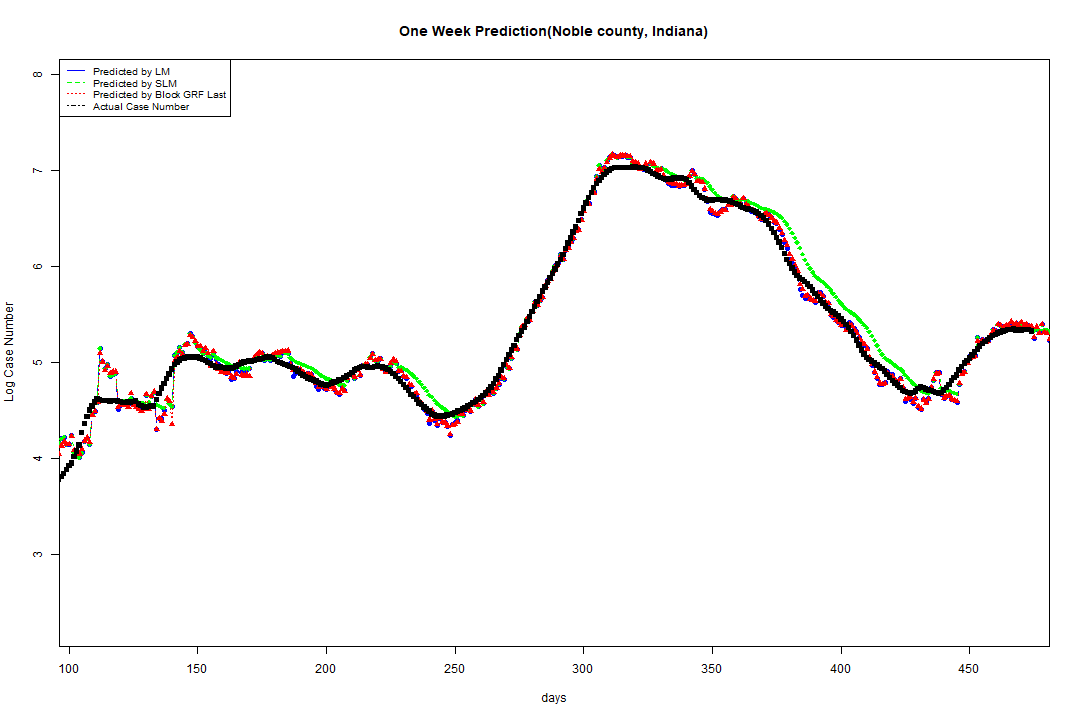 One Week Prediction(Noble county, Indiana)
Predicted by LM
Predicted by SLM
Predicted by Block GRF Last
Actual Case Number
8
7
6
5
4
3
Log Case Number
100 150 200 250 300 350 400 450
days